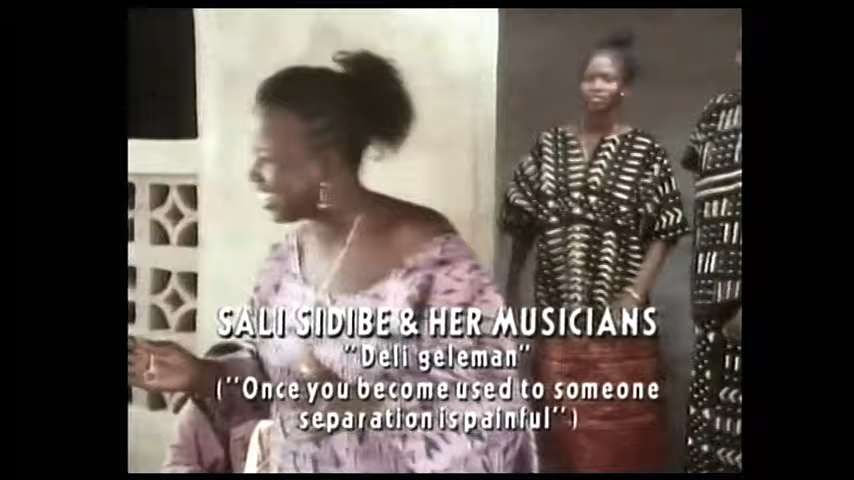 SALI SIDIBE & HER MUSICIANS
"Deli geleman"
("Once you become used to someone
separation is painful")